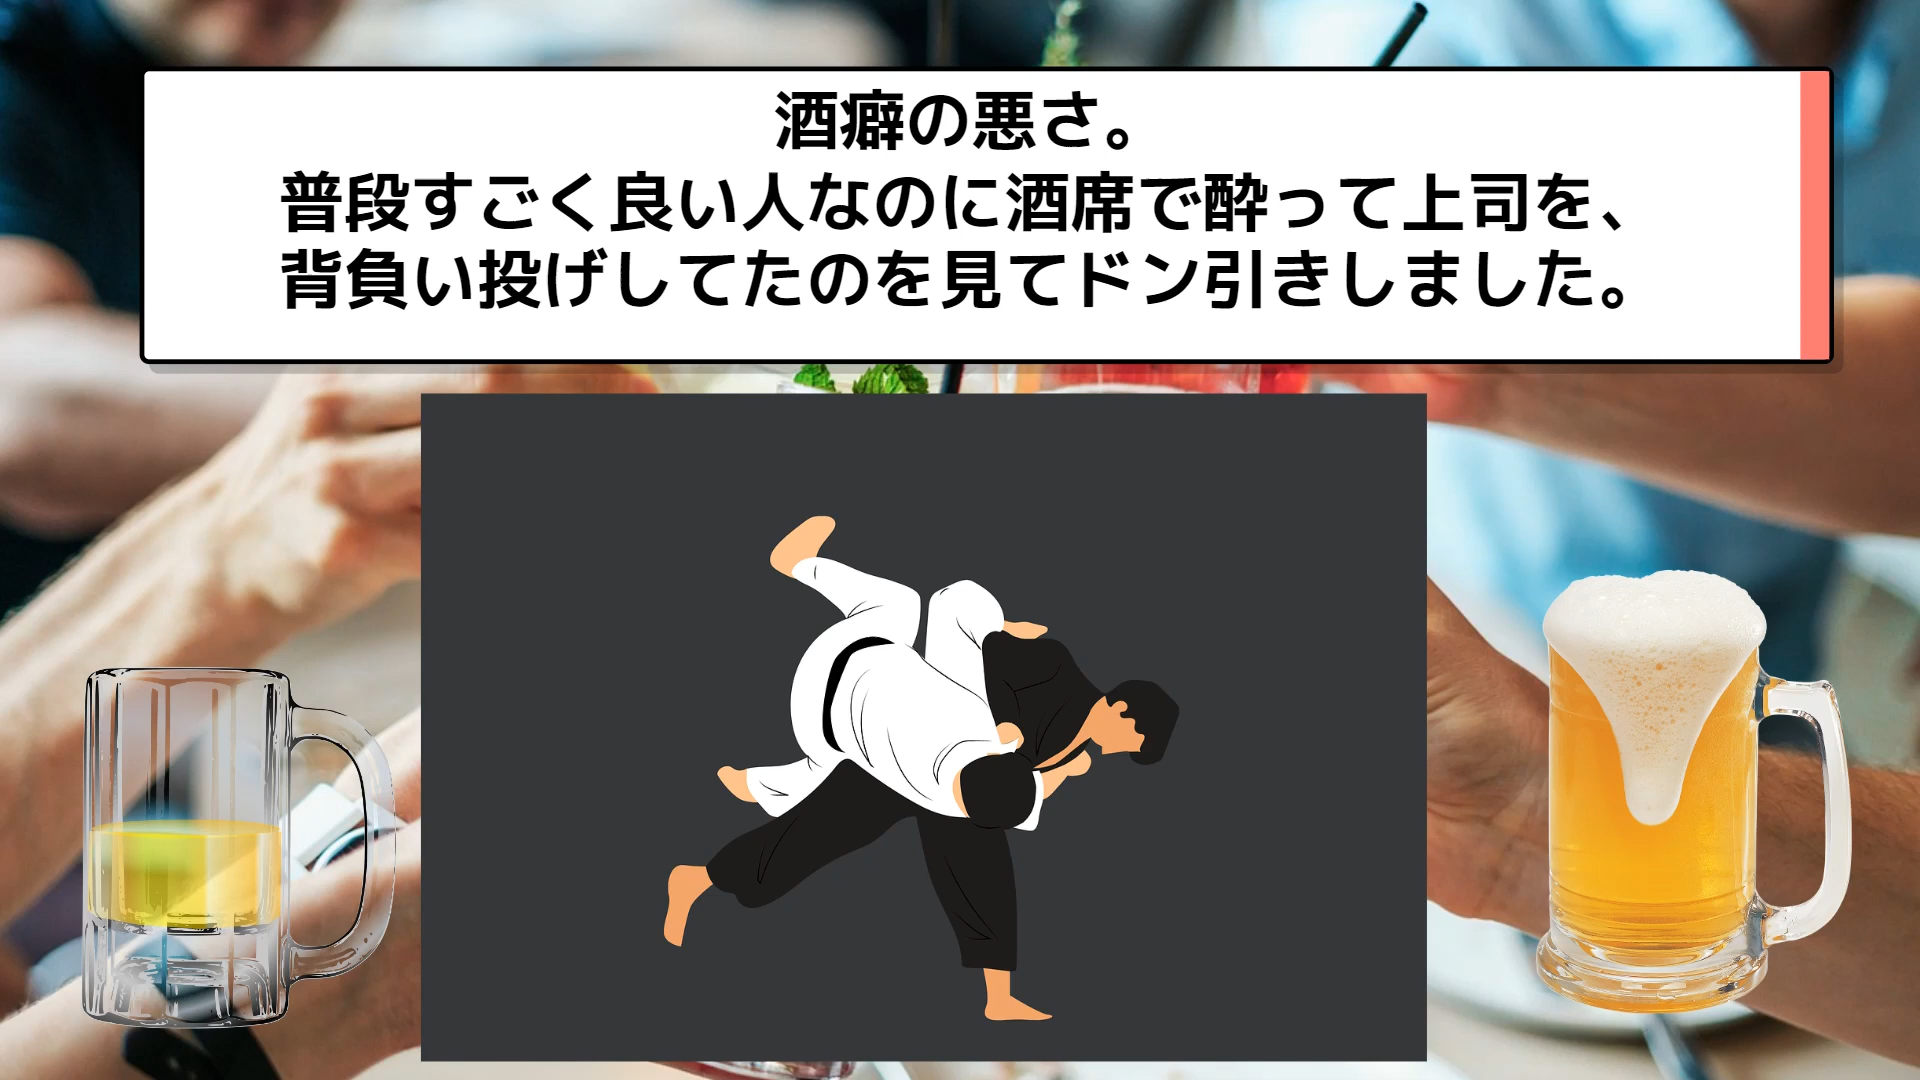 酒癖の悪さ。
普段すごく良い人なのに酒席で酔って上司を、
背負い投げしてたのを見てドン引きしました。